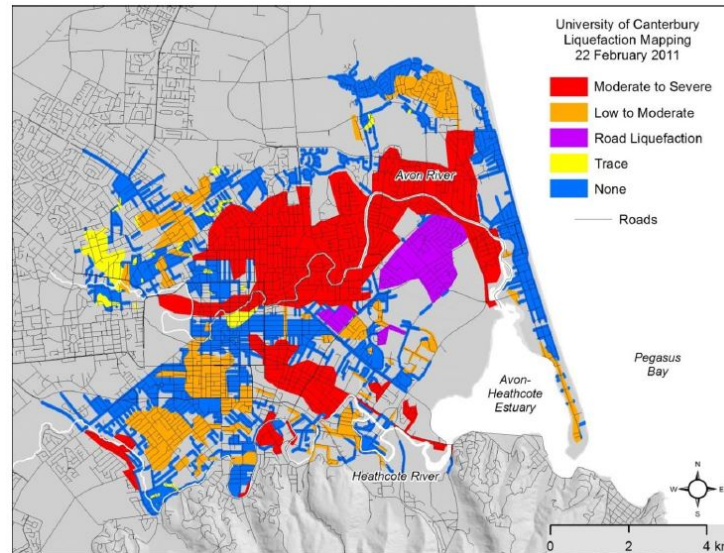 University of Canterbury
Liquefaction Mapping
22 February 2011
Moderate to Severe
Low to Moderate
Road Liquefaction
Trace
None
Roads
Avon River
Pegasus
Bay
Avon-
Heathcote
Estuary
Heathcote River
N
W E
S
0 2 4 km